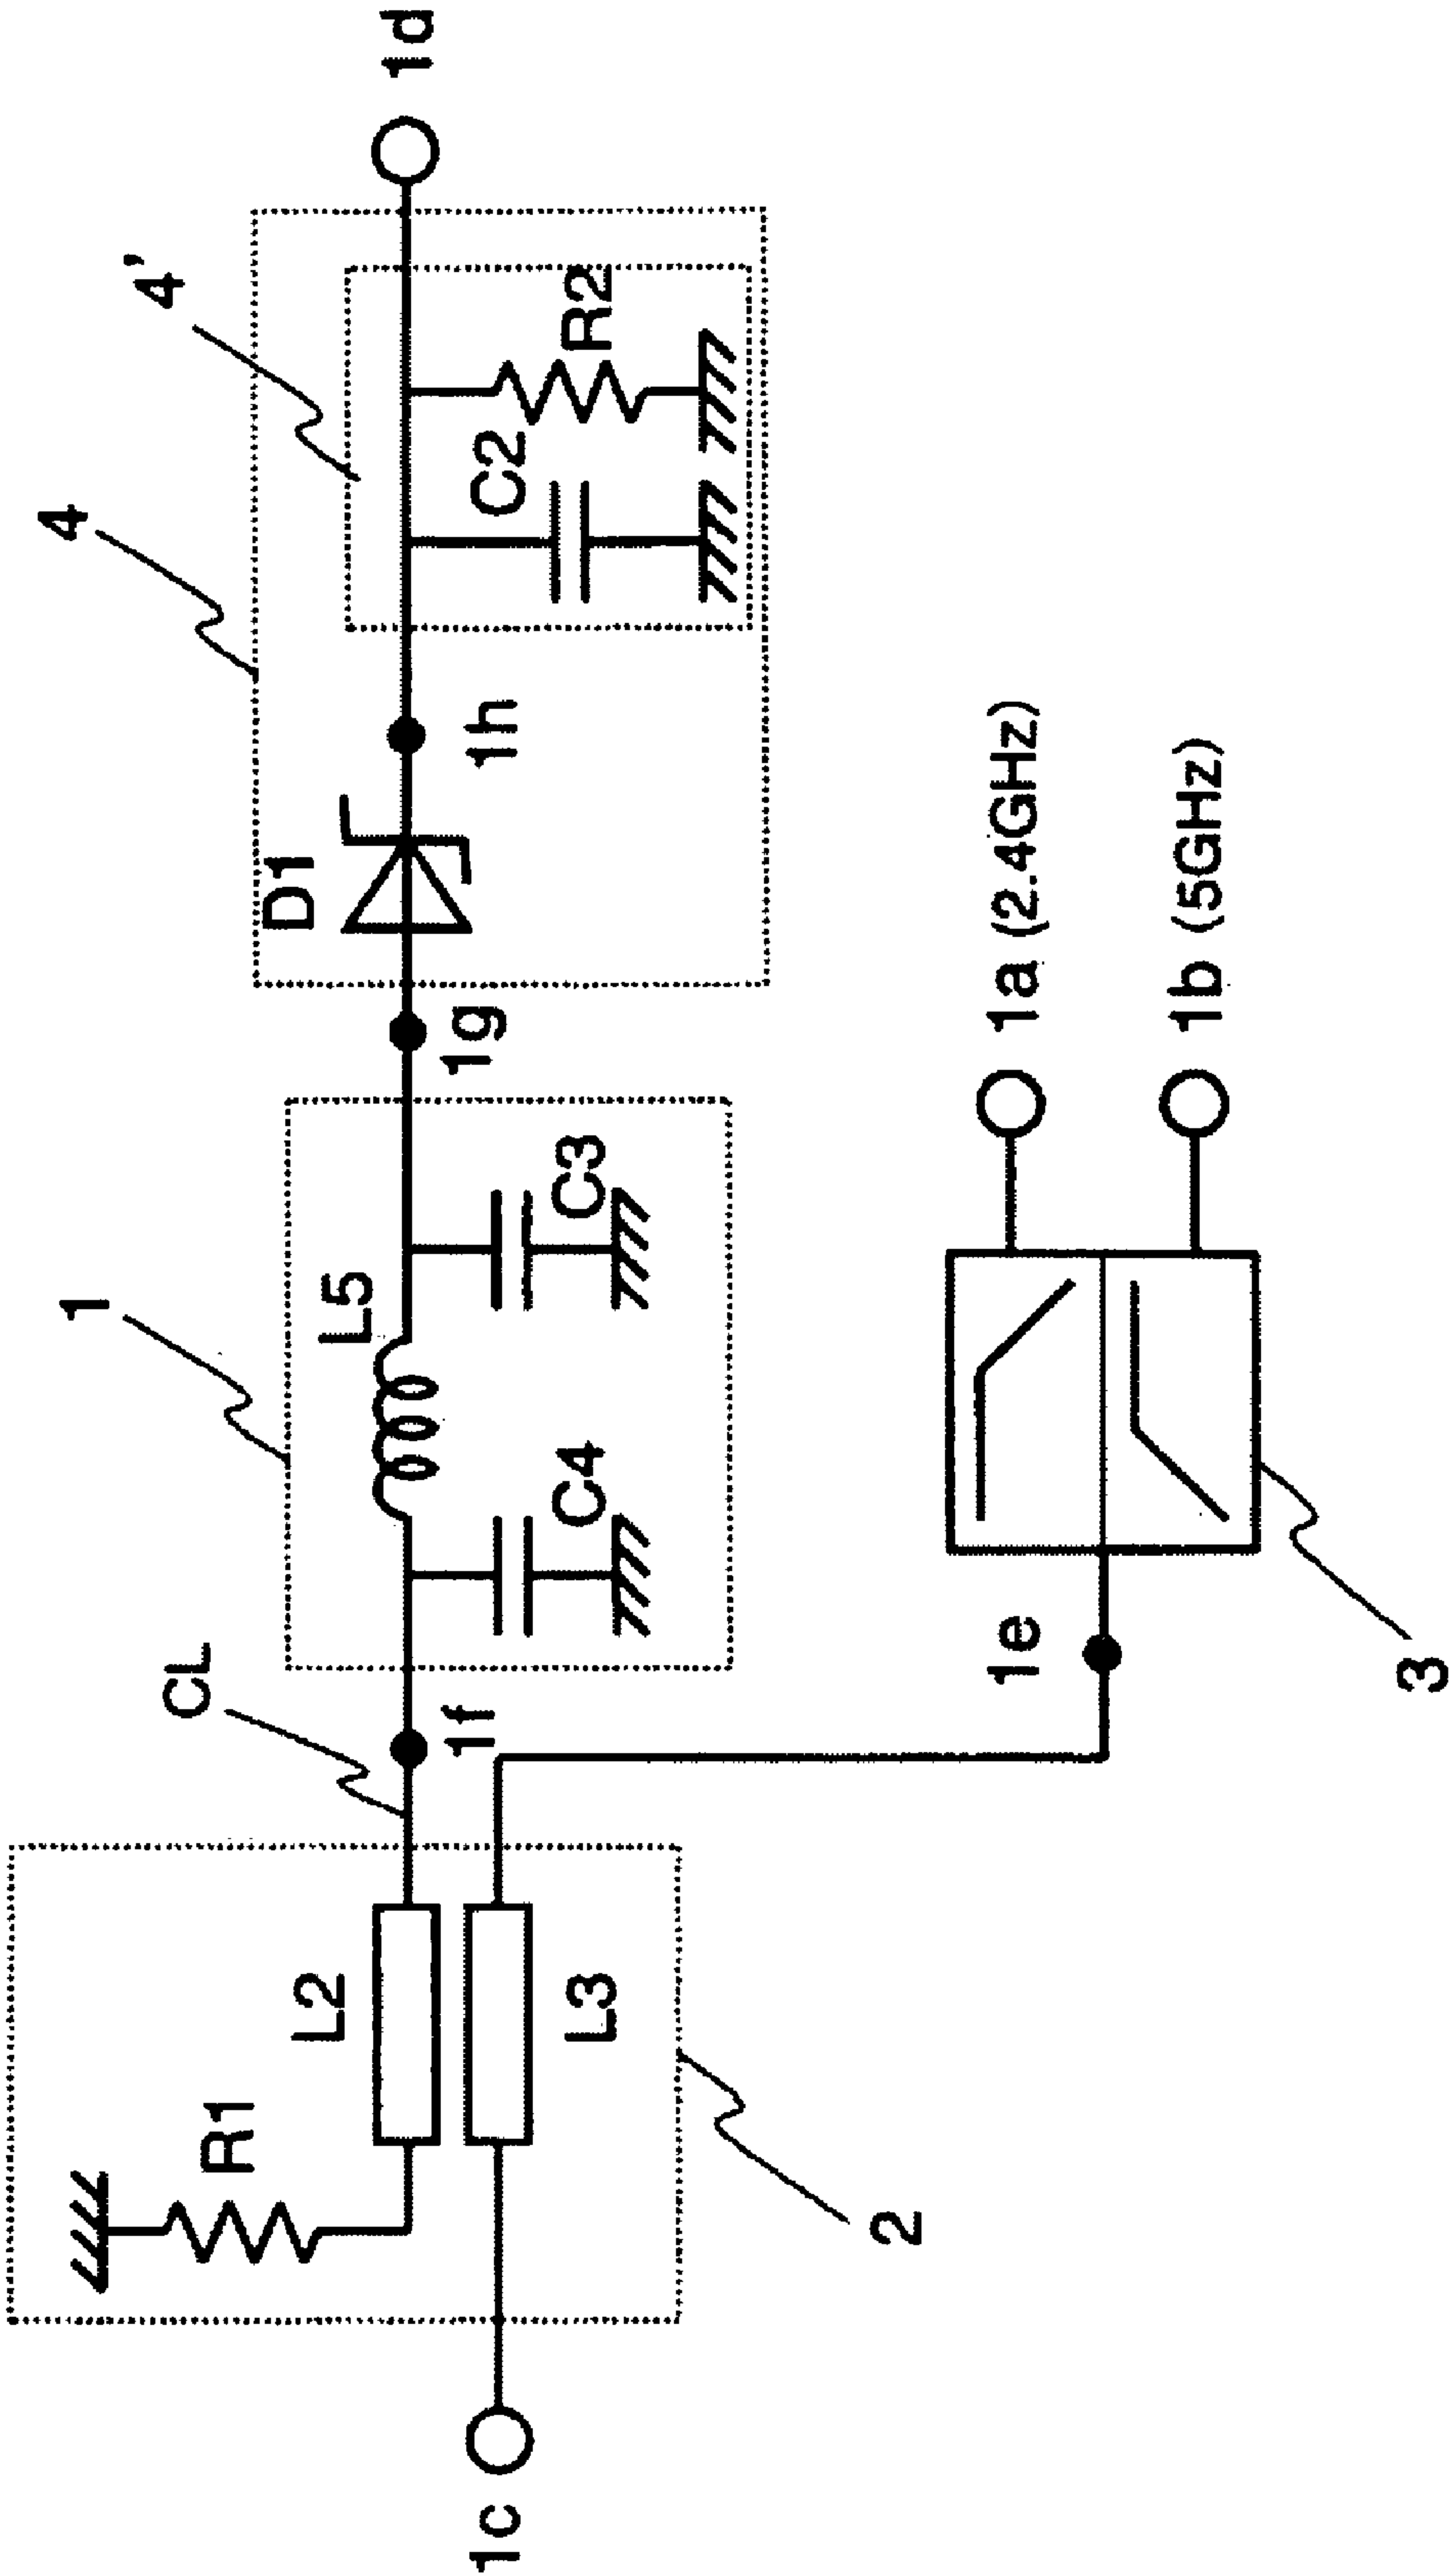 4
4'
1
CL
D1
1d
R1
L2
L5
1h
C2
R2
1f
C4
C3
1g
1c
L3
2
1e
1a (2.4GHz)
1b (5GHz)
3